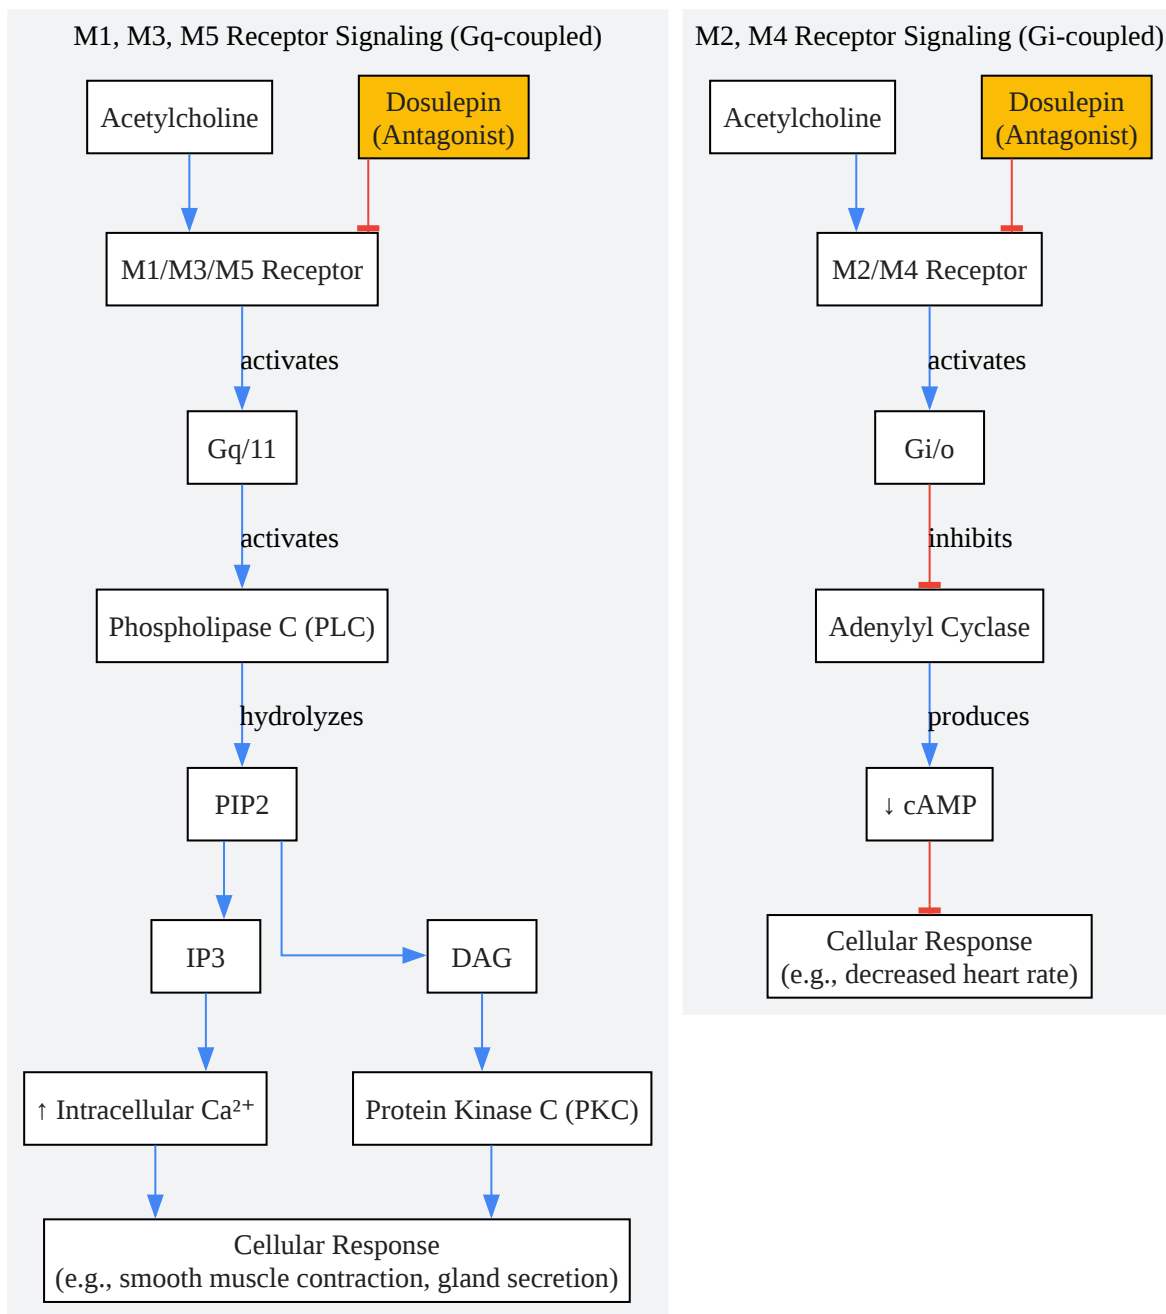 M1, M3, M5 Receptor Signaling (Gq-coupled)
Acetylcholine
Dosulepin
(Antagonist)
M1/M3/M5 Receptor
activates
Gq/11
activates
Phospholipase C (PLC)
hydrolyzes
PIP2
IP3
DAG
↑ Intracellular Ca²⁺
Protein Kinase C (PKC)
Cellular Response
(e.g., smooth muscle contraction, gland secretion)
M2, M4 Receptor Signaling (Gi-coupled)
Acetylcholine
Dosulepin
(Antagonist)
M2/M4 Receptor
activates
Gi/o
inhibits
Adenylyl Cyclase
produces
↓ cAMP
Cellular Response
(e.g., decreased heart rate)